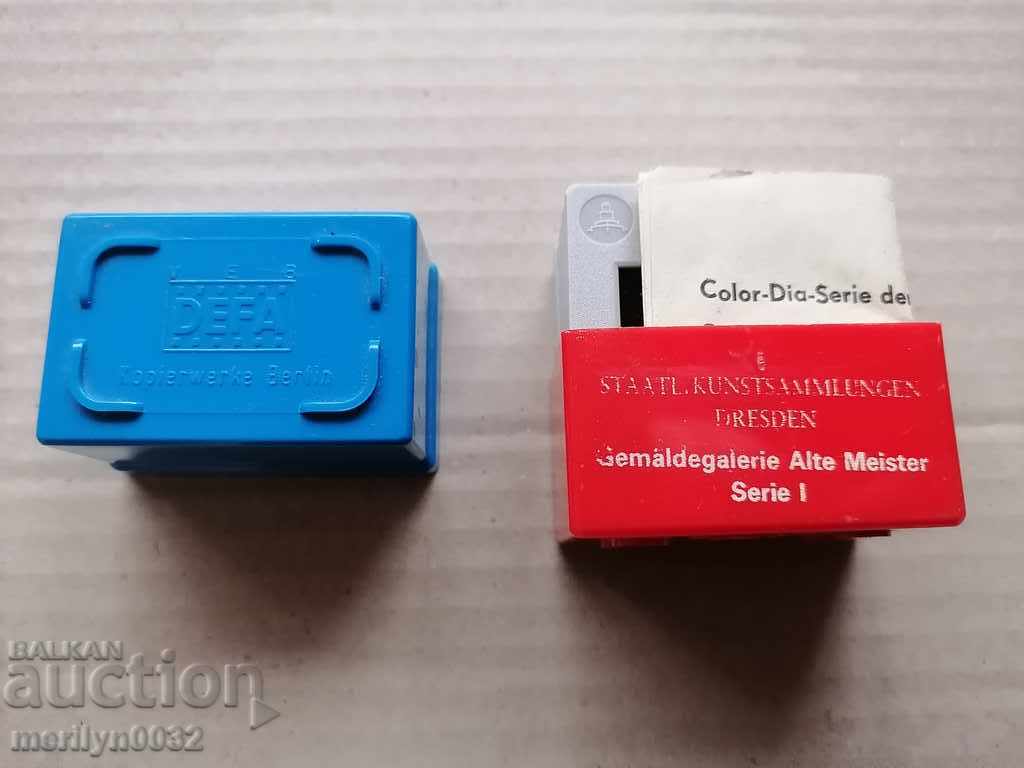 VEB
DEFA
Kopierwerke Berlin
Color-Dia-Serie der
STAATL. KUNSTSAMMLUNGEN
DRESDEN
Gemäldegalerie Alte Meister
Serie I
BALKAN
auction
merilyn0032